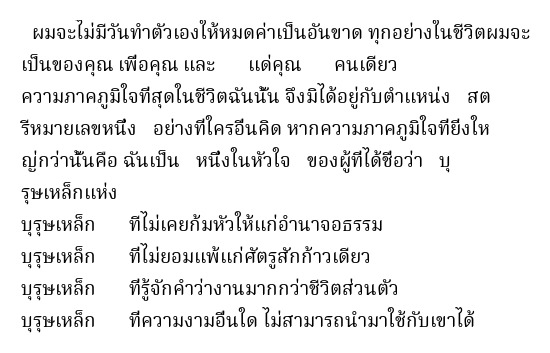 ผมจะไม่มีวันทำตัวเองให้หมดค่าเป็นอันขาด ทุกอย่างในชีวิตผมจะ
เป็นของคุณ เพื่อคุณ และ แด่คุณ คนเดียว
ความภาคภูมิใจที่สุดในชีวิตฉันนั้น จึงมิได้อยู่กับตำแหน่ง สต
รีหมายเลขหนึ่ง อย่างที่ใครอื่นคิด หากความภาคภูมิใจที่ยิ่งให
ญ่กว่านั้นคือ ฉันเป็น หนึ่งในหัวใจ ของผู้ที่ได้ชื่อว่า บุ
รุษเหล็กแห่ง
บุรุษเหล็ก ที่ไม่เคยก้มหัวให้แก่อำนาจอธรรม
บุรุษเหล็ก ที่ไม่ยอมแพ้แก่ศัตรูสักก้าวเดียว
บุรุษเหล็ก ที่รู้จักคำว่างานมากกว่าชีวิตส่วนตัว
บุรุษเหล็ก ที่ความงามอื่นใด ไม่สามารถนำมาใช้กับเขาได้